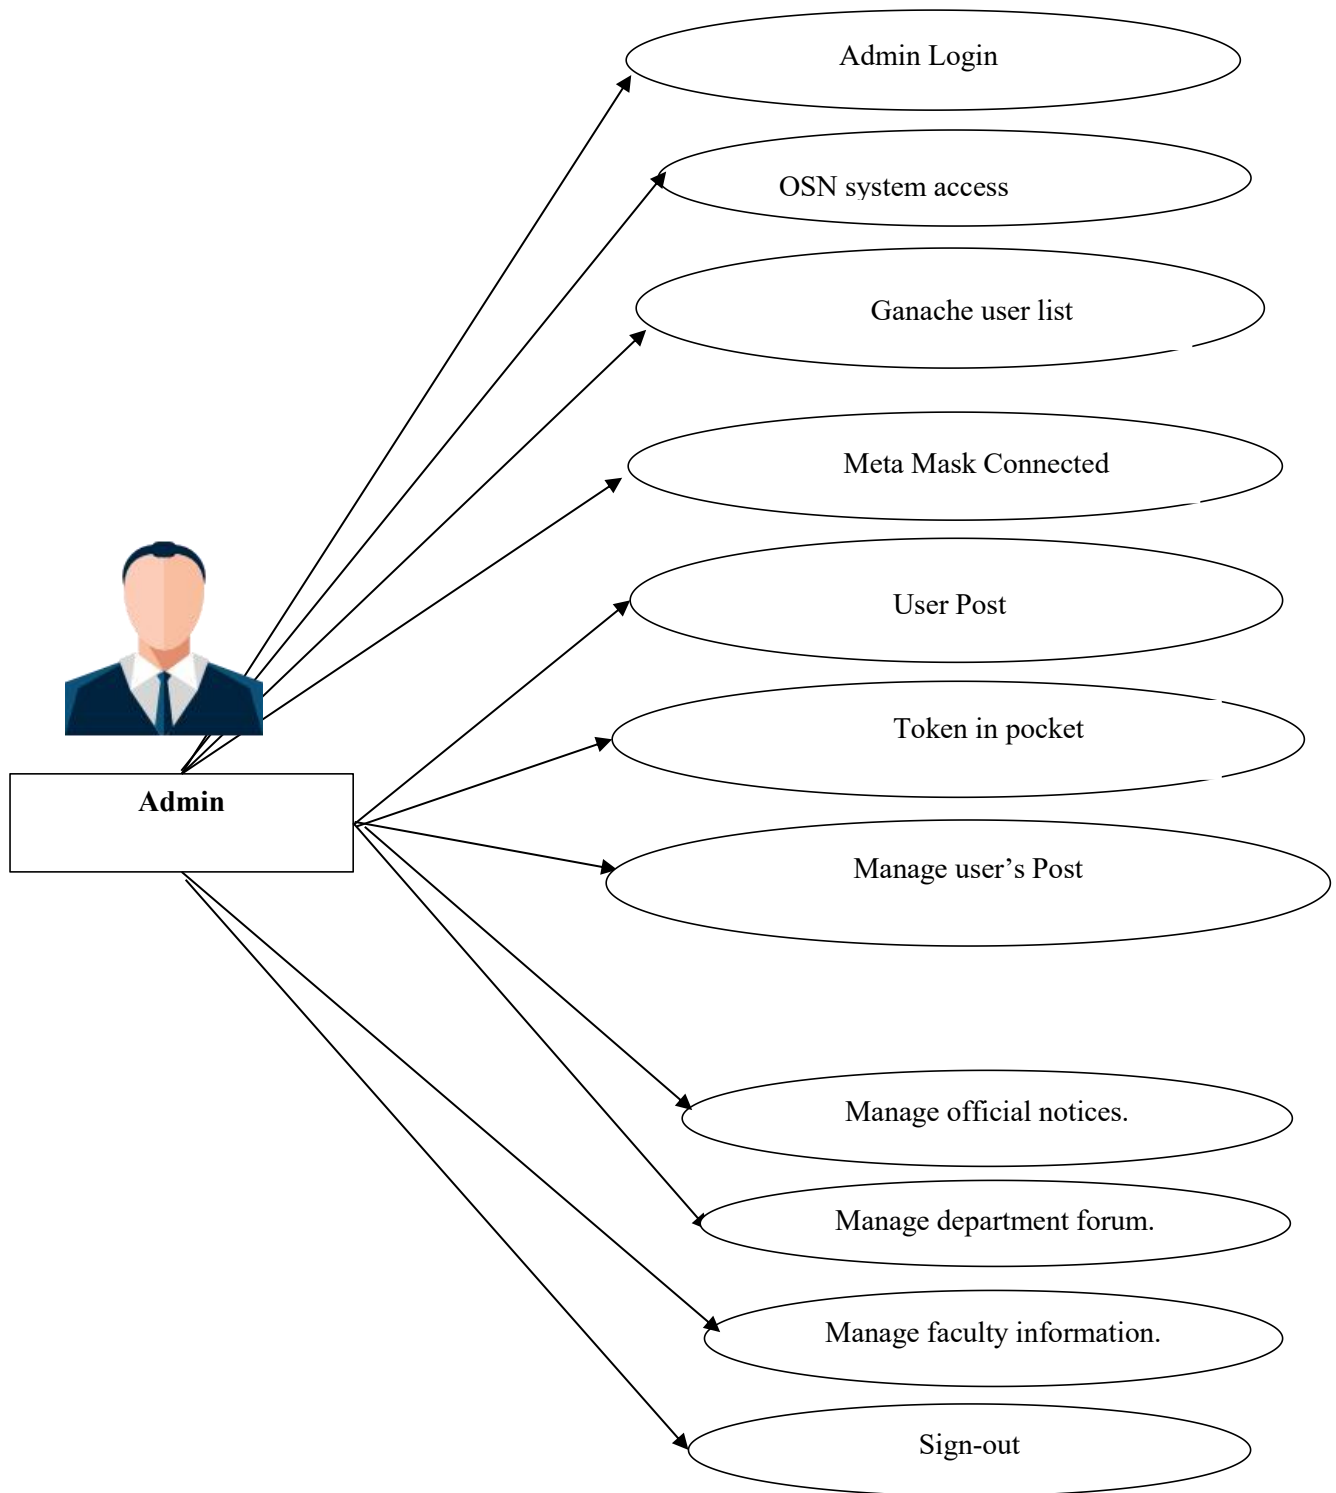 Admin Login
OSN system access
Ganache user list
Meta Mask Connected
User Post
Token in pocket
Admin
Manage user’s Post
Manage official notices.
Manage department forum.
Manage faculty information.
Sign-out